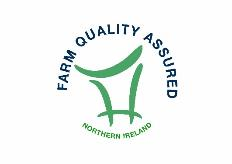 FARM QUALITY ASSURED
NORTHERN IRELAND